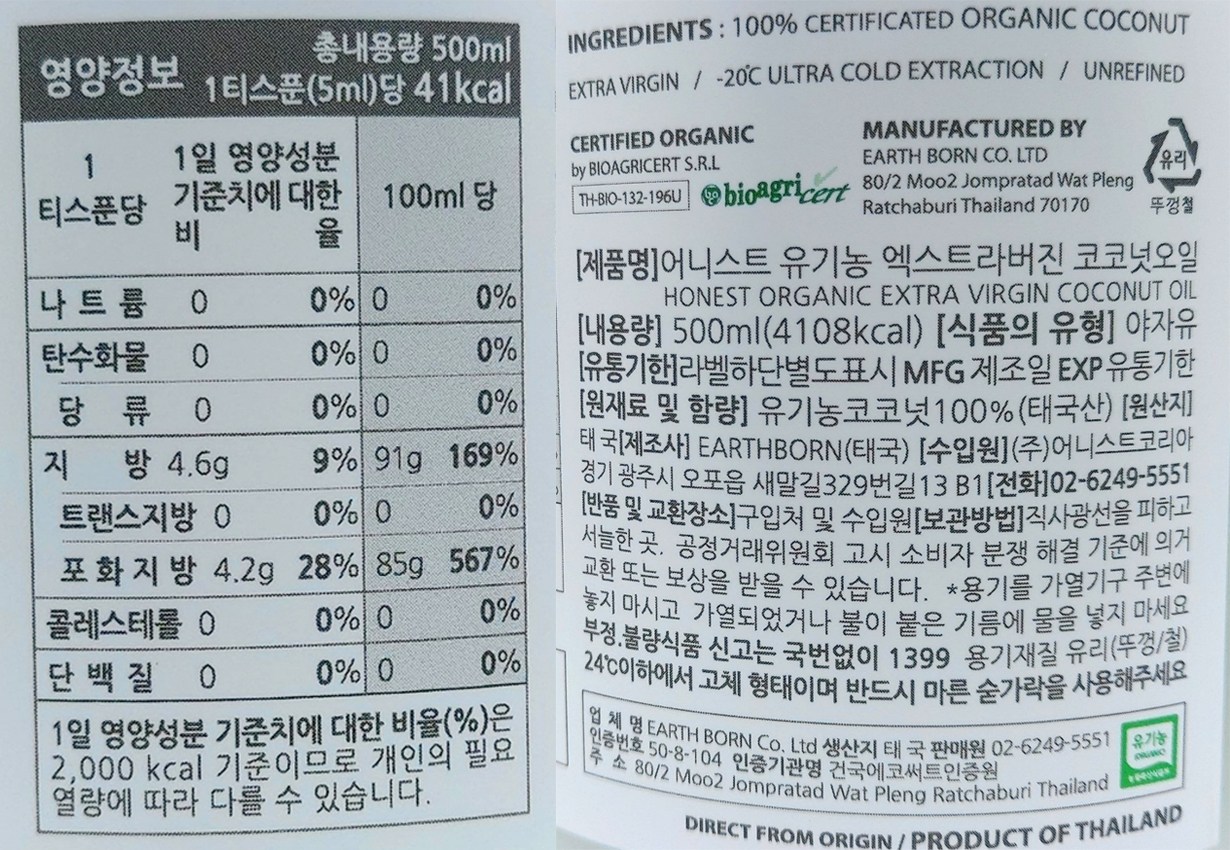 영양정보
총내용량 500ml
1티스푼(5ml)당 41kcal
1 티스푼당
1일 영양성분 기준치에 대한 비율
100ml 당
나트륨 0 0% 0 0%
탄수화물 0 0% 0 0%
당류 0 0% 0 0%
지방 4.6g 9% 91g 169%
트랜스지방 0 0% 0 0%
포화지방 4.2g 28% 85g 567%
콜레스테롤 0 0% 0 0%
단백질 0 0% 0 0%
1일 영양성분 기준치에 대한 비율(%)은
2,000 kcal 기준이므로 개인의 필요
열량에 따라 다를 수 있습니다.
INGREDIENTS : 100% CERTIFICATED ORGANIC COCONUT
EXTRA VIRGIN / -20℃ ULTRA COLD EXTRACTION / UNREFINED
CERTIFIED ORGANIC
by BIOAGRICERT S.R.L
TH-BIO-132-196U
bioagricert
MANUFACTURED BY
EARTH BORN CO. LTD
80/2 Moo2 Jompratad Wat Pleng
Ratchaburi Thailand 70170
유리
뚜껑철
[제품명]어니스트 유기농 엑스트라버진 코코넛오일
HONEST ORGANIC EXTRA VIRGIN COCONUT OIL
[내용량] 500ml(4108kcal) [식품의 유형] 야자유
[유통기한]라벨하단별도표시 MFG 제조일 EXP 유통기한
[원재료 및 함량] 유기농코코넛100%(태국산) [원산지]
태국[제조사] EARTHBORN(태국) [수입원](주)어니스트코리아
경기 광주시 오포읍 새말길329번길13 B1[전화]02-6249-5551
[반품 및 교환장소]구입처 및 수입원[보관방법]직사광선을 피하고
서늘한 곳. 공정거래위원회 고시 소비자 분쟁 해결 기준에 의거
교환 또는 보상을 받을 수 있습니다. *용기를 가열기구 주변에
놓지 마시고 가열되었거나 불이 붙은 기름에 물을 넣지 마세요
부정.불량식품 신고는 국번없이 1399 용기재질 유리(뚜껑/철)
24℃이하에서 고체 형태이며 반드시 마른 숟가락을 사용해주세요
업 체 명 EARTH BORN Co. Ltd 생산지 태 국 판매원 02-6249-5551
인증번호 50-8-104 인증기관명 건국에코써트인증원
주 소 80/2 Moo2 Jompratad Wat Pleng Ratchaburi Thailand
유기농
ORGANIC
DIRECT FROM ORIGIN / PRODUCT OF THAILAND